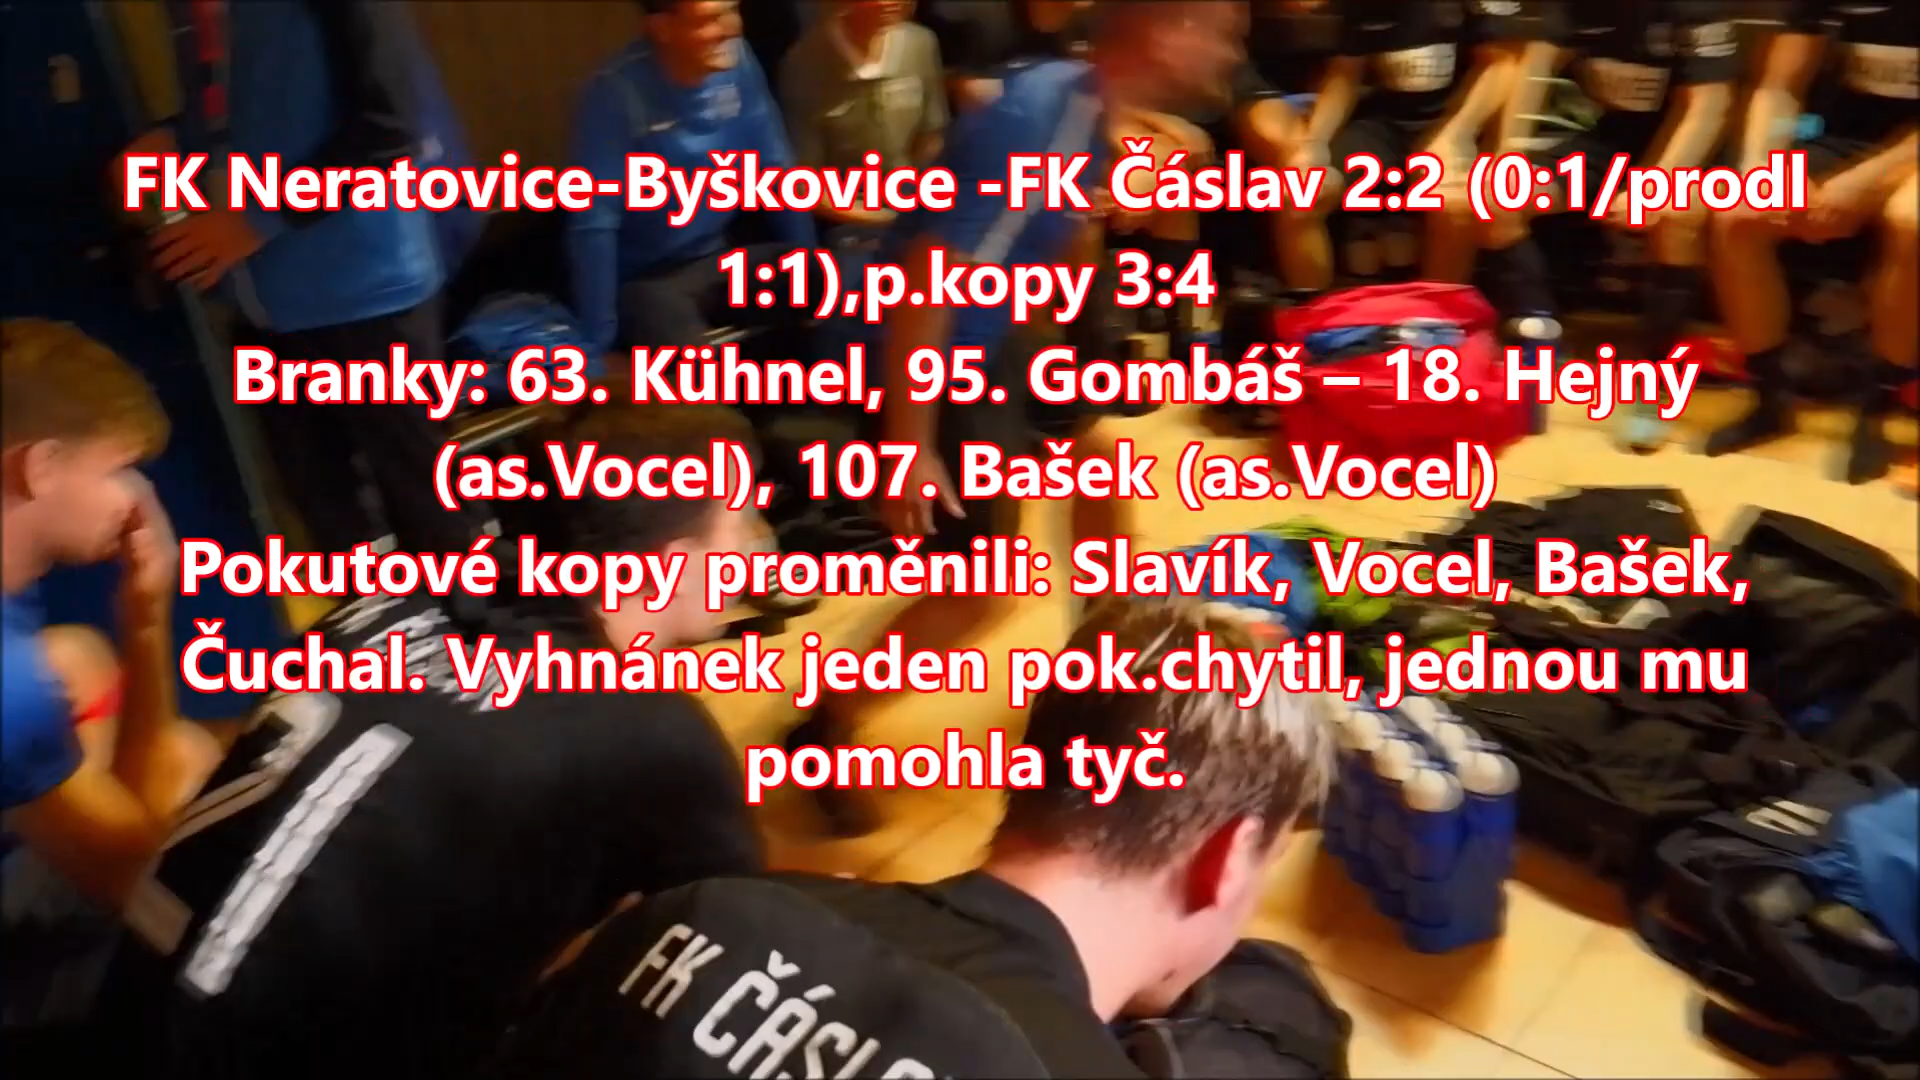 FK Neratovice-Byškovice -FK Čáslav 2:2 (0:1/prodl
1:1),p.kopy 3:4
Branky: 63. Kühnel, 95. Gombáš – 18. Hejný
(as.Vocel), 107. Bašek (as.Vocel)
Pokutové kopy proměnili: Slavík, Vocel, Bašek,
Čuchal. Vyhnánek jeden pok.chytil, jednou mu
pomohla tyč.
FK ČÁSLA